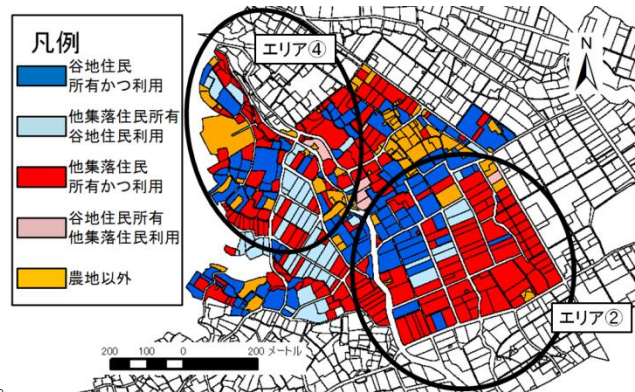 凡例
谷地住民
所有かつ利用
他集落住民所有
谷地住民利用
他集落住民
所有かつ利用
谷地住民所有
他集落住民利用
農地以外
エリア④
N
エリア②
200 100 0 200 メートル